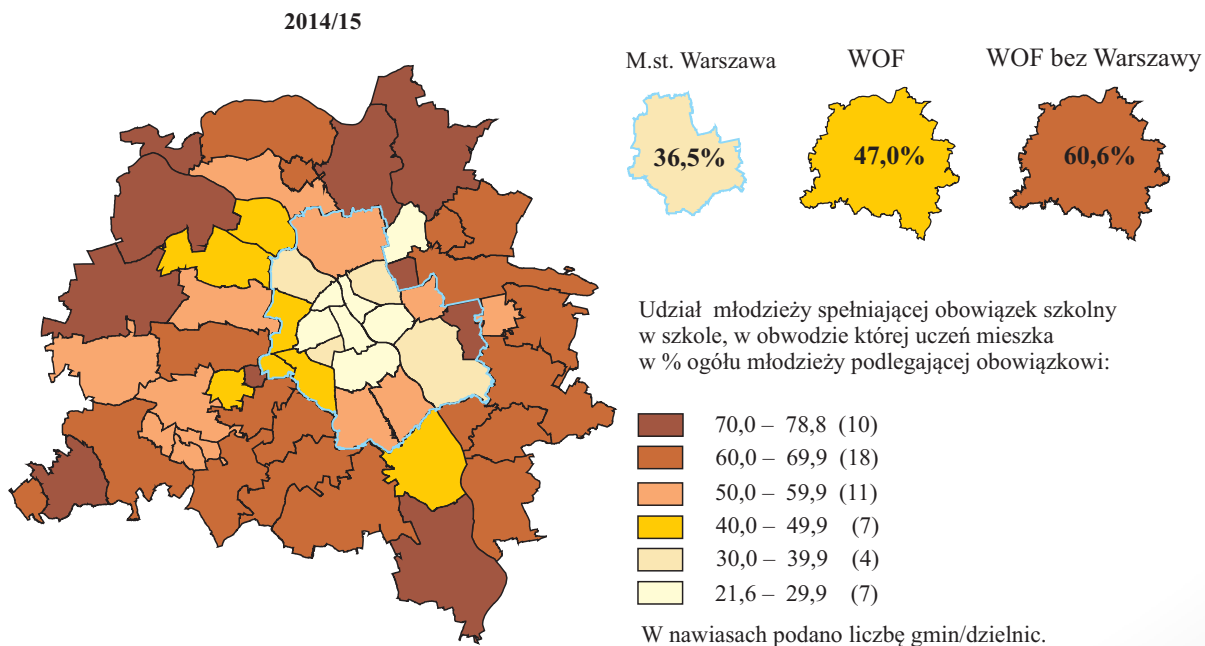 2014/15
M.st. Warszawa
WOF
WOF bez Warszawy
36,5%
47,0%
60,6%
Udział młodzieży spełniającej obowiązek szkolny
w szkole, w obwodzie której uczeń mieszka
w % ogółu młodzieży podlegającej obowiązkowi:
70,0 – 78,8 (10)
60,0 – 69,9 (18)
50,0 – 59,9 (11)
40,0 – 49,9 (7)
30,0 – 39,9 (4)
21,6 – 29,9 (7)
W nawiasach podano liczbę gmin/dzielnic.